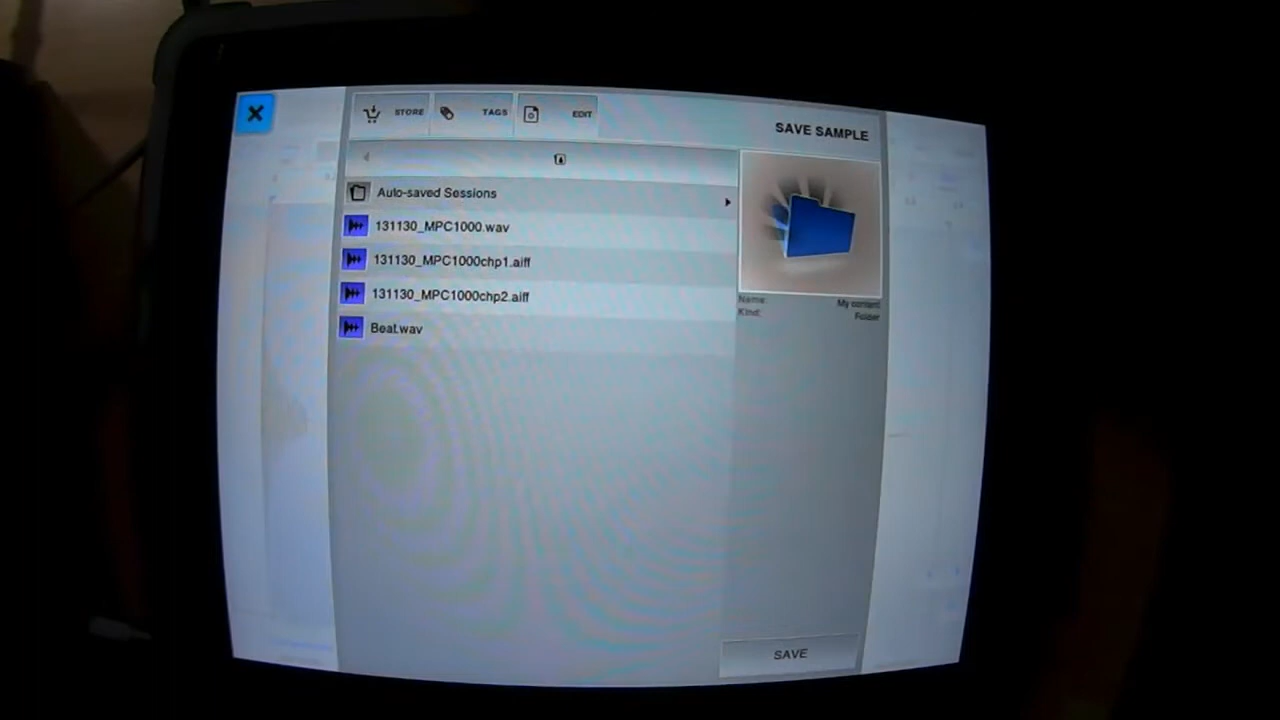 STORE TAGS EDIT
SAVE SAMPLE
Auto-saved Sessions
131130_MPC1000.wav
131130_MPC1000chp1.aiff
131130_MPC1000chp2.aiff
Beat.wav
Name: My content
Kind: Folder
SAVE